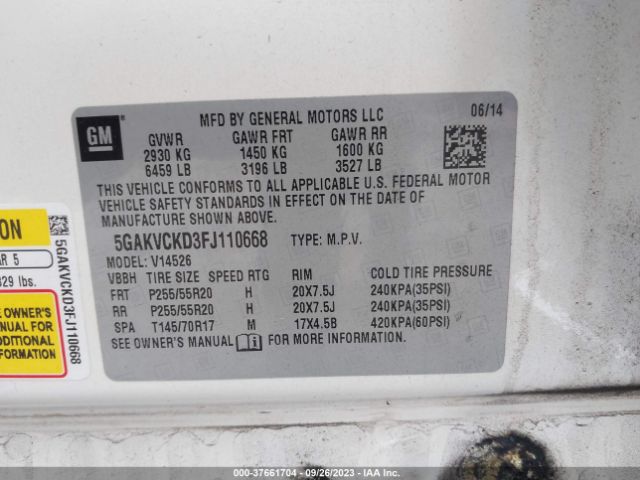 MFD BY GENERAL MOTORS LLC 06/14
GM
GVWR GAWR FRT GAWR RR
2930 KG 1450 KG 1600 KG
6459 LB 3196 LB 3527 LB
THIS VEHICLE CONFORMS TO ALL APPLICABLE U.S. FEDERAL MOTOR
VEHICLE SAFETY STANDARDS IN EFFECT ON THE DATE OF
MANUFACTURE SHOWN ABOVE.
5GAKVCKD3FJ110668 TYPE: M.P.V.
MODEL: V14526
VBBH TIRE SIZE SPEED RTG RIM COLD TIRE PRESSURE
FRT P255/55R20 H 20X7.5J 240KPA(35PSI)
RR P255/55R20 H 20X7.5J 240KPA(35PSI)
SPA T145/70R17 M 17X4.5B 420KPA(60PSI)
SEE OWNER'S MANUAL i FOR MORE INFORMATION.
ON
AR 5
329 lbs.
E OWNER'S
NUAL FOR
DDITIONAL
FORMATION
5GAKVCKD3FJ110668
000-37661704 - 09/26/2023 - IAA Inc.